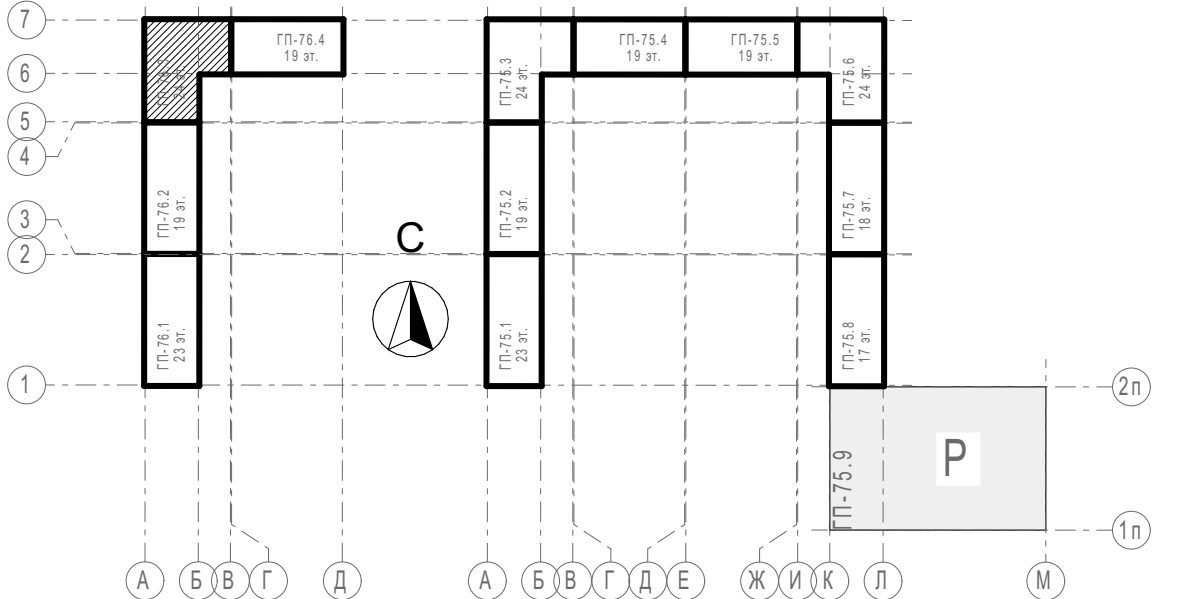 7
6
5
4
3
2
1
ГП-76.4
19 эт.
24 эт.
ГП-76.2
19 эт.
ГП-76.1
23 эт.
С
ГП-75.3
24 эт.
ГП-75.4
19 эт.
ГП-75.5
19 эт.
ГП-75.6
24 эт.
ГП-75.2
19 эт.
ГП-75.7
18 эт.
ГП-75.1
23 эт.
ГП-75.8
17 эт.
ГП-75.9
Р
2п
1п
А
Б
В
Г
Д
А
Б
В
Г
Д
Е
Ж
И
К
Л
М